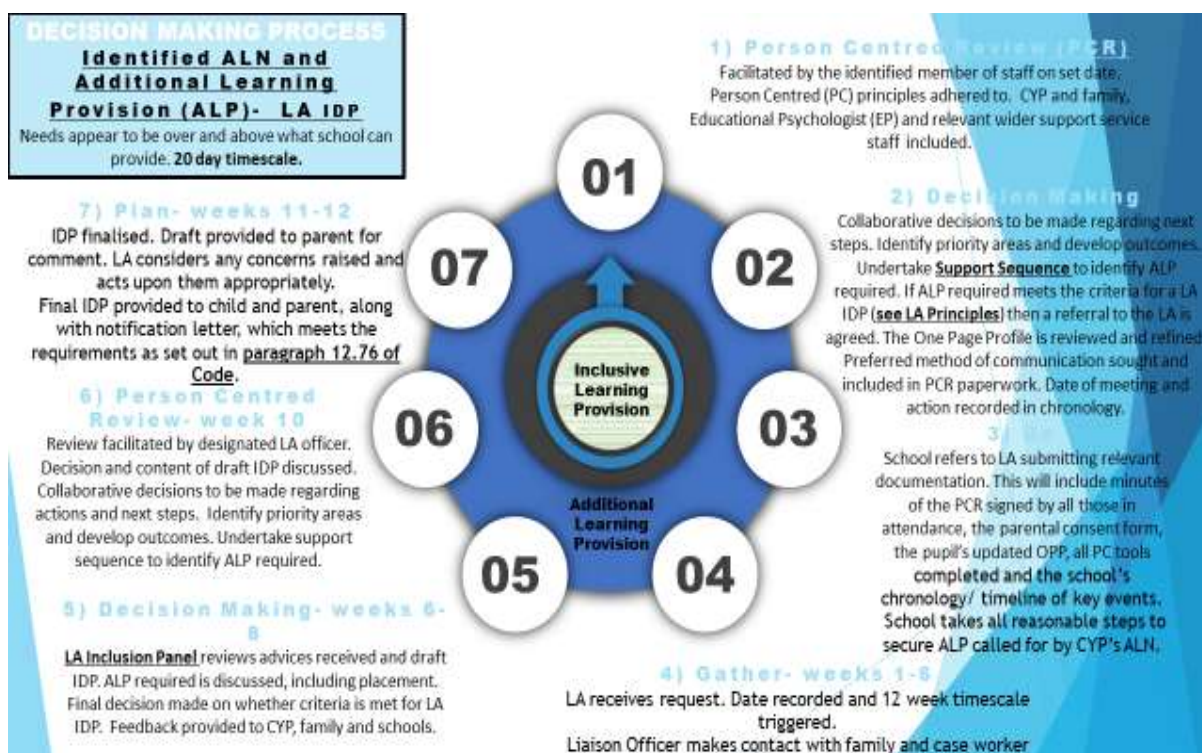 DECISION MAKING PROCESS
Identified ALN and
Additional Learning
Provision (ALP)- LA IDP
Needs appear to be over and above what school can
provide. 20 day timescale.
1) Person Centred Review (PCR)
Facilitated by the identified member of staff on set date.
Person Centred (PC) principles adhered to. CYP and family,
Educational Psychologist (EP) and relevant wider support service
staff included.
2) Decision Making
Collaborative decisions to be made regarding next
steps. Identify priority areas and develop outcomes.
Undertake Support Sequence to identify ALP
required. If ALP required meets the criteria for a LA
IDP (see LA Principles) then a referral to the LA is
agreed. The One Page Profile is reviewed and refined
Preferred method of communication sought and
included in PCR paperwork. Date of meeting and
action recorded in chronology.
3)
School refers to LA submitting relevant
documentation. This will include minutes
of the PCR signed by all those in
attendance, the parental consent form,
the pupil's updated OPP, all PC tools
completed and the school's
chronology/ timeline of key events.
School takes all reasonable steps to
secure ALP called for by CYP's ALN.
4) Gather- weeks 1-6
LA receives request. Date recorded and 12 week timescale
triggered.
Liaison Officer makes contact with family and case worker
5) Decision Making- weeks 6-
8
LA Inclusion Panel reviews advices received and draft
IDP. ALP required is discussed, including placement.
Final decision made on whether criteria is met for LA
IDP. Feedback provided to CYP, family and schools.
6) Person Centred
Review- week 10
Review facilitated by designated LA officer.
Decision and content of draft IDP discussed.
Collaborative decisions to be made regarding
actions and next steps. Identify priority areas
and develop outcomes. Undertake support
sequence to identify ALP required.
7) Plan- weeks 11-12
IDP finalised. Draft provided to parent for
comment. LA considers any concerns raised and
acts upon them appropriately.
Final IDP provided to child and parent, along
with notification letter, which meets the
requirements as set out in paragraph 12.76 of
Code.
01
02
03
04
05
06
07
Inclusive
Learning
Provision
Additional
Learning
Provision